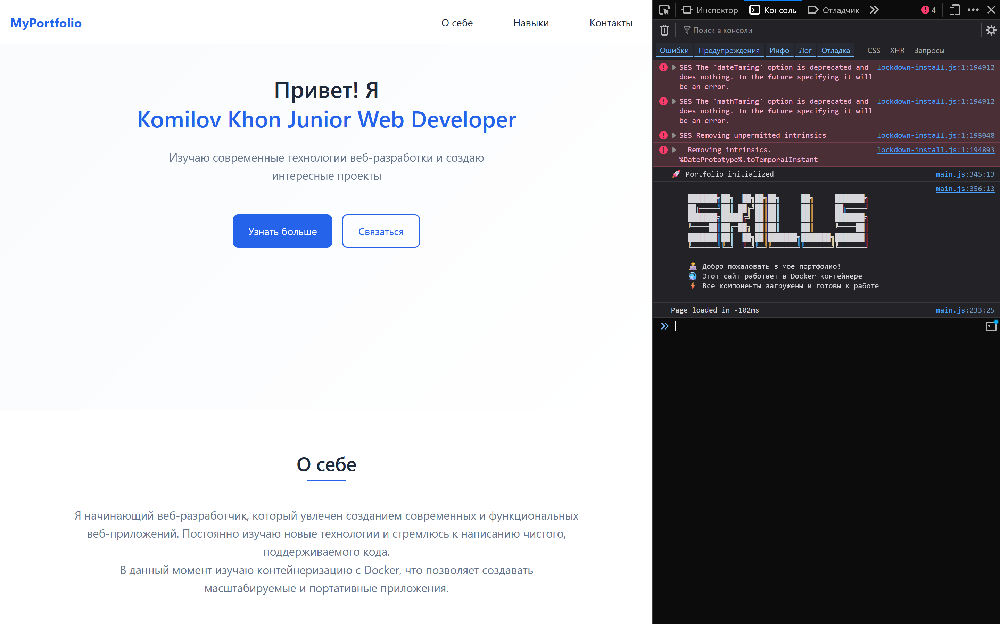 MyPortfolio
О себе
Навыки
Контакты
Привет! Я
Komilov Khon Junior Web Developer
Изучаю современные технологии веб-разработки и создаю
интересные проекты
Узнать больше
Связаться
О себе
Я начинающий веб-разработчик, который увлечен созданием современных и функциональных
веб-приложений. Постоянно изучаю новые технологии и стремлюсь к написанию чистого,
поддерживаемого кода.
В данный момент изучаю контейнеризацию с Docker, что позволяет создавать
масштабируемые и портативные приложения.
Инспектор
Консоль
Отладчик
4
Поиск в консоли
Ошибки
Предупреждения
Инфо
Лог
Отладка
CSS
XHR
Запросы
SES The 'dateTaming' option is deprecated and
does nothing. In the future specifying it will
be an error.
lockdown-install.js:1:194912
SES The 'mathTaming' option is deprecated and
does nothing. In the future specifying it will
be an error.
lockdown-install.js:1:194912
SES Removing unpermitted intrinsics
lockdown-install.js:1:195048
Removing intrinsics.
%DatePrototype%.toTemporalInstant
lockdown-install.js:1:194893
🚀 Portfolio initialized
main.js:345:13
main.js:356:13
SKILLS
Добро пожаловать в мое портфолио!
🐳 Этот сайт работает в Docker контейнере
⚡ Все компоненты загружены и готовы к работе
Page loaded in -102ms
main.js:233:25